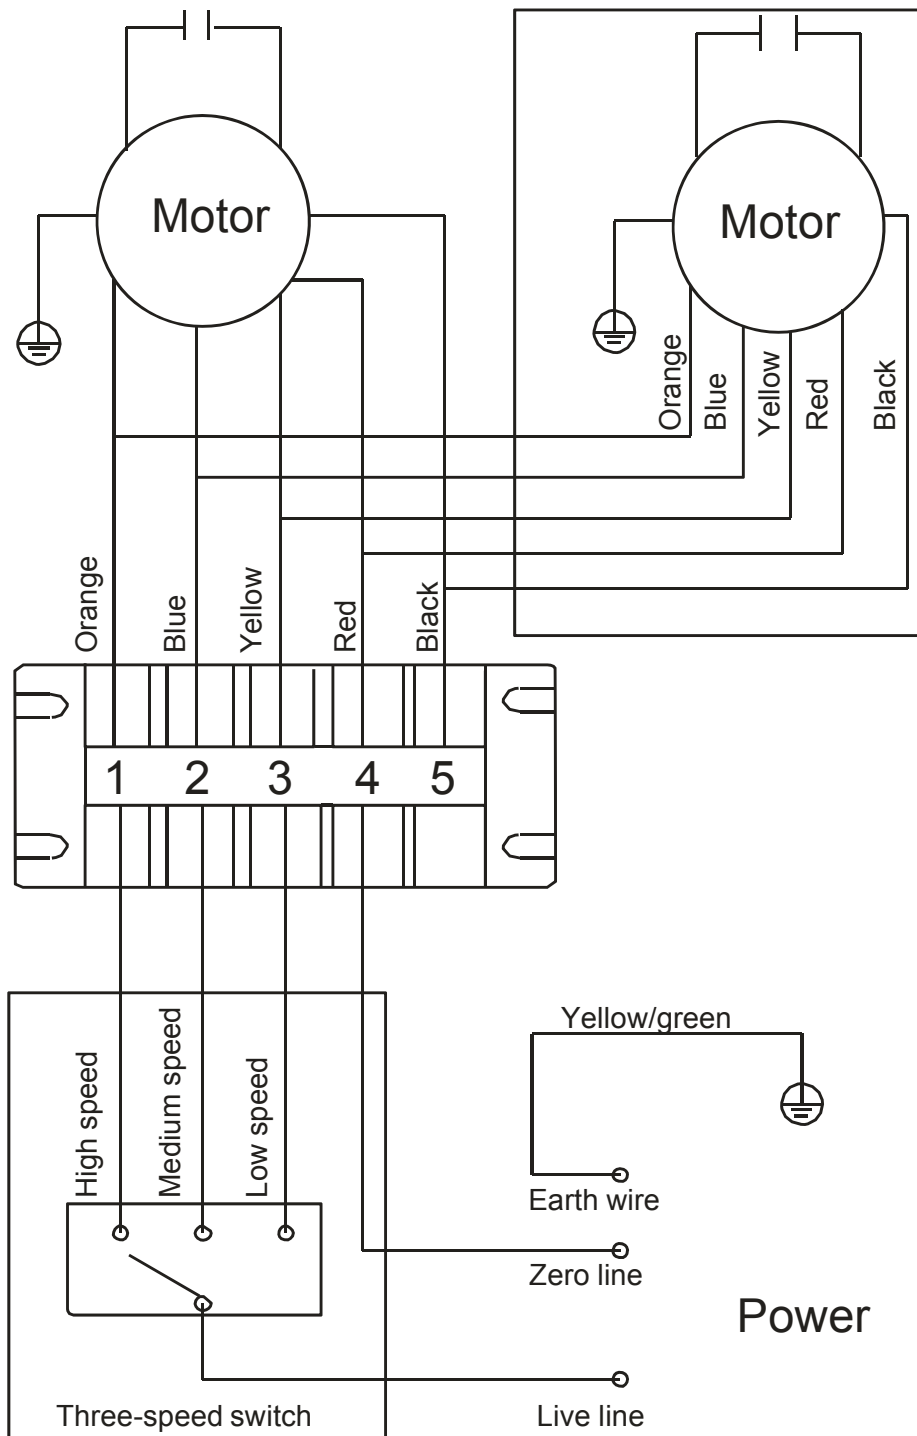 Motor
Motor
Orange
Blue
Yellow
Red
Black
Orange
Blue
Yellow
Red
Black
1 2 3 4 5
High speed
Medium speed
Low speed
Yellow/green
Earth wire
Zero line
Power
Three-speed switch
Live line